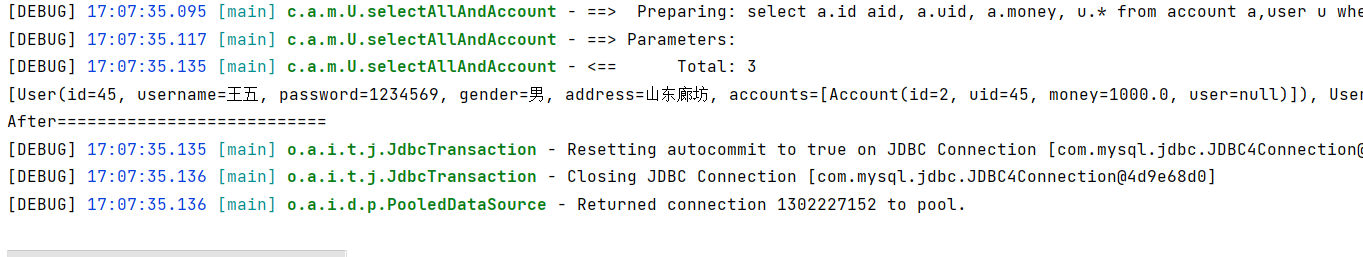 [DEBUG] 17:07:35.095 [main] c.a.m.U.selectAllAndAccount - ==>  Preparing: select a.id aid, a.uid, a.money, u.* from account a,user u whe
[DEBUG] 17:07:35.117 [main] c.a.m.U.selectAllAndAccount - ==> Parameters:
[DEBUG] 17:07:35.135 [main] c.a.m.U.selectAllAndAccount - <==      Total: 3
[User(id=45, username=王五, password=1234569, gender=男, address=山东廊坊, accounts=[Account(id=2, uid=45, money=1000.0, user=null)]), User
After===========================
[DEBUG] 17:07:35.135 [main] o.a.i.t.j.JdbcTransaction - Resetting autocommit to true on JDBC Connection [com.mysql.jdbc.JDBC4Connection@
[DEBUG] 17:07:35.136 [main] o.a.i.t.j.JdbcTransaction - Closing JDBC Connection [com.mysql.jdbc.JDBC4Connection@4d9e68d0]
[DEBUG] 17:07:35.136 [main] o.a.i.d.p.PooledDataSource - Returned connection 1302227152 to pool.